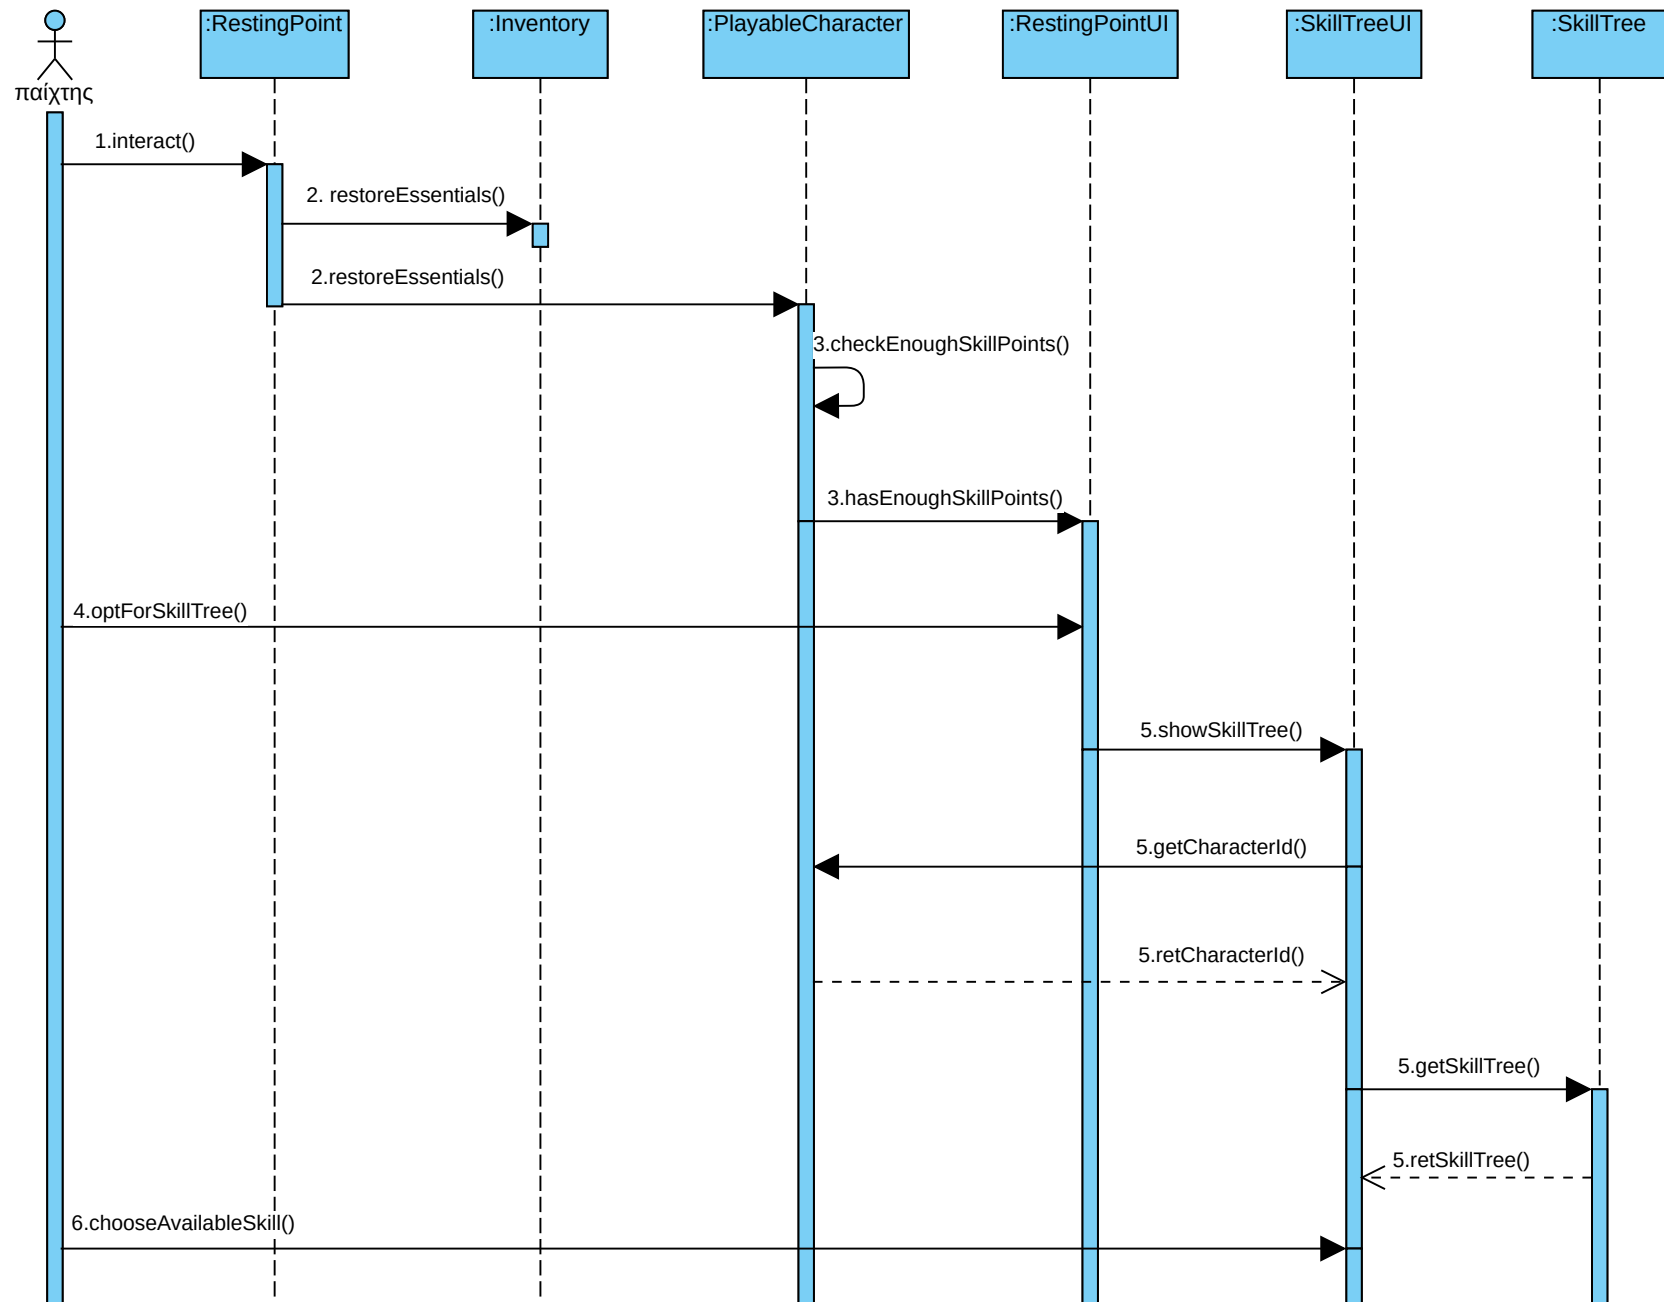 :RestingPoint
:Inventory
:PlayableCharacter
:RestingPointUI
:SkillTreeUI
:SkillTree
παίχτης
1.interact()
2. restoreEssentials()
2.restoreEssentials()
3.checkEnoughSkillPoints()
3.hasEnoughSkillPoints()
4.optForSkillTree()
5.showSkillTree()
5.getCharacterId()
5.retCharacterId()
5.getSkillTree()
5.retSkillTree()
6.chooseAvailableSkill()